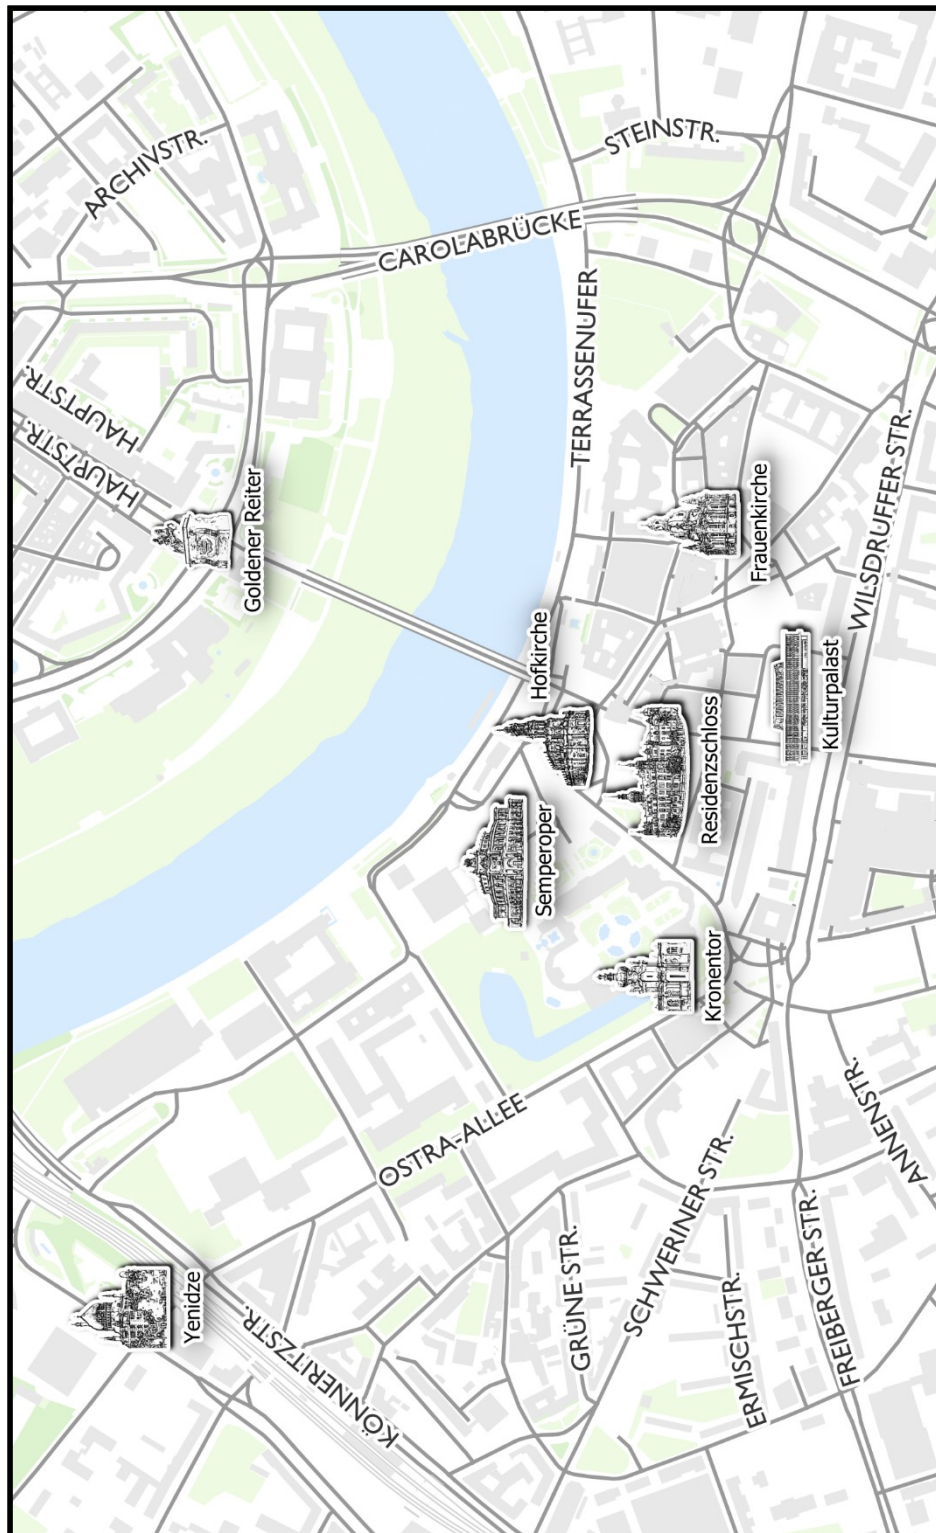 HAUPTSTR.
HAUPTSTR.
ARCHIVSTR.
Yenidze
Goldener Reiter
KÖNNERITZSTR.
OSTRA-ALLEE
CAROLABRÜCKE
Semperoper
Hofkirche
GRÜNE STR.
TERRASSENUFER
STEINSTR.
SCHWERINER STR.
Kronentor
Residenzschloss
ERMISCHSTR.
Frauenkirche
FREIBERGER STR.
Kulturpalast
WILSDRUFFER STR.
ANNENSTR.